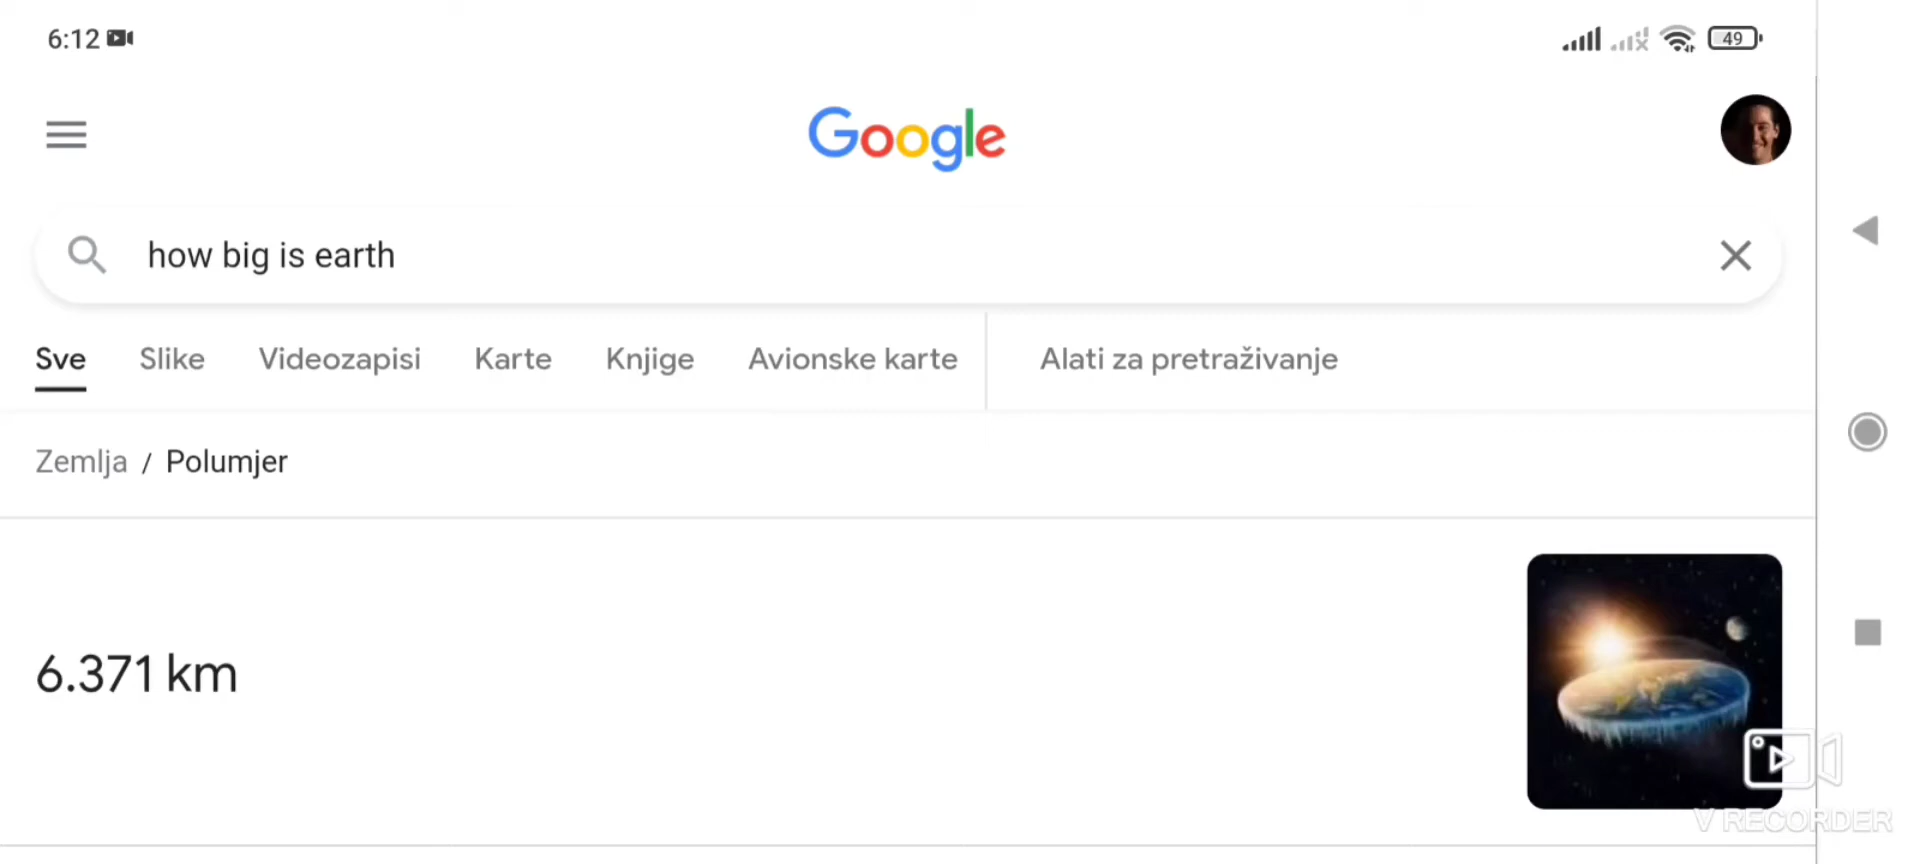 6:12
49
Google
how big is earth
Sve Slike Videozapisi Karte Knjige Avionske karte Alati za pretraživanje
Zemlja / Polumjer
6.371 km
V RECORDER